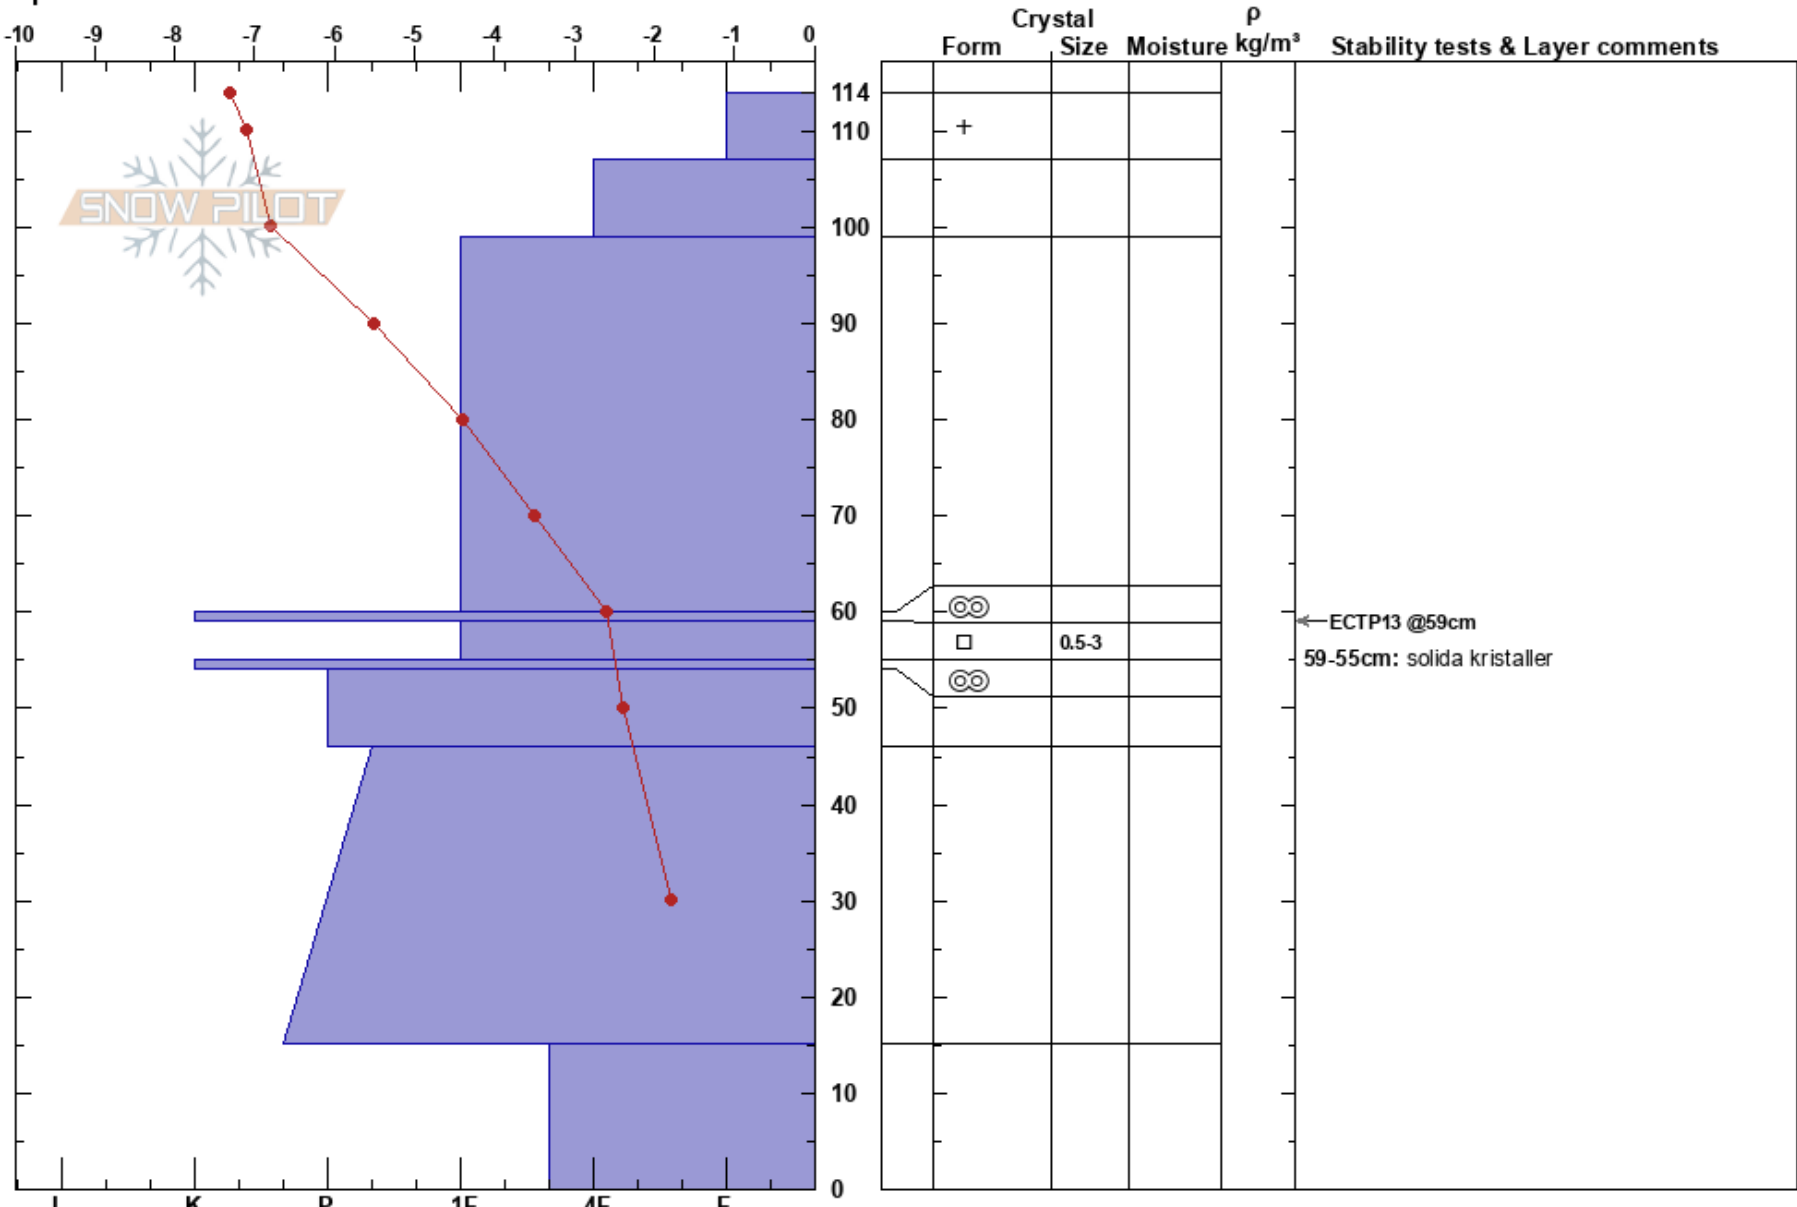 Crystal ρ
-10 -9 -8 -7 -6 -5 -4 -3 -2 -1 0 Form Size Moisture kg/m³ Stability tests & Layer comments
114
110 +
SNOW PILOT
100
90
80
70
60
ECTP13 @59cm
0.5-3
59-55cm: solida kristaller
50
40
30
20
10
0
I K P 1F 4F F